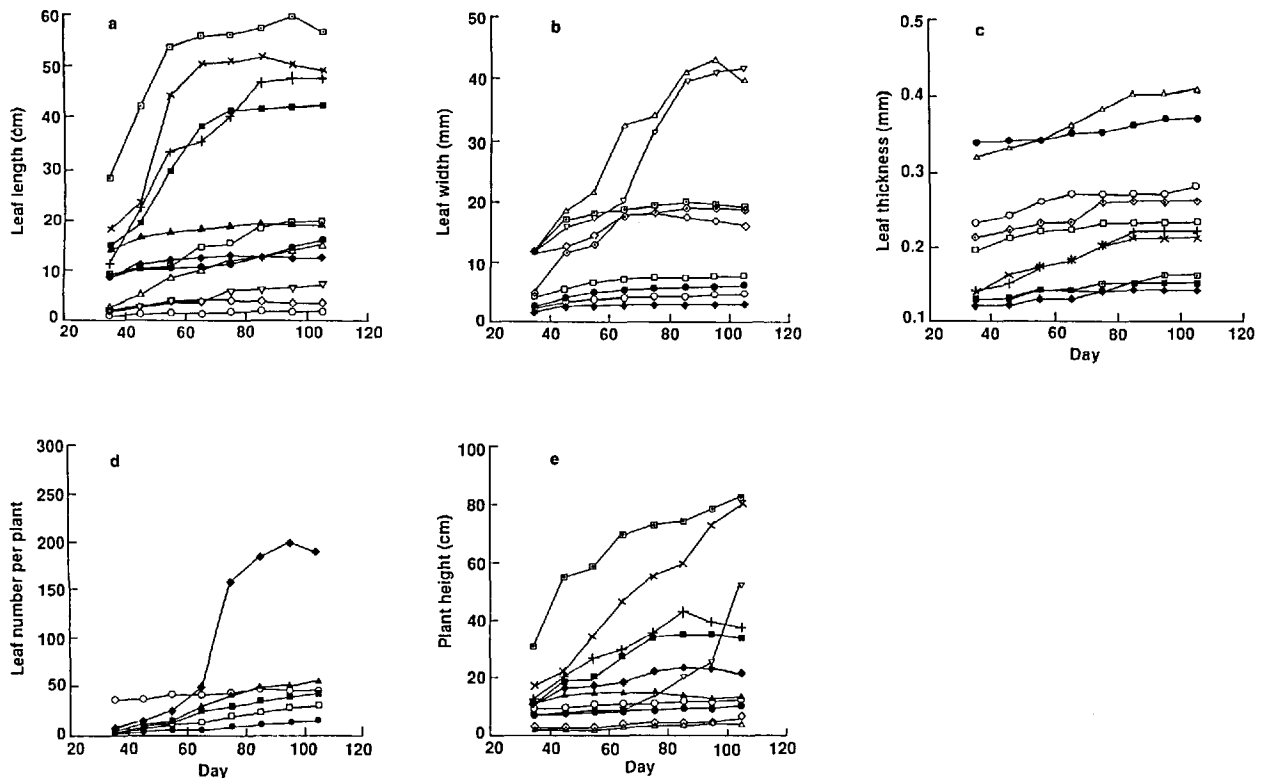 a
Leaf length (cm)
60
50
40
30
20
10
0
20 40 60 80 100 120
b
Leaf width (mm)
50
40
30
20
10
0
20 40 60 80 100 120
c
Leaf thickness (mm)
0.5
0.4
0.3
0.2
0.1
20 40 60 80 100 120
Day
d
Leaf number per plant
300
250
200
150
100
50
0
20 40 60 80 100 120
Day
e
Plant height (cm)
100
80
60
40
20
0
20 40 60 80 100 120
Day